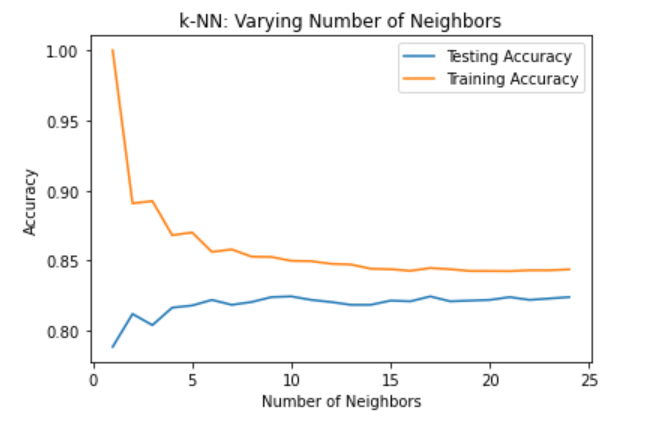 k-NN: Varying Number of Neighbors
1.00
0.95
0.90
0.85
0.80
Accuracy
Testing Accuracy
Training Accuracy
0 5 10 15 20 25
Number of Neighbors